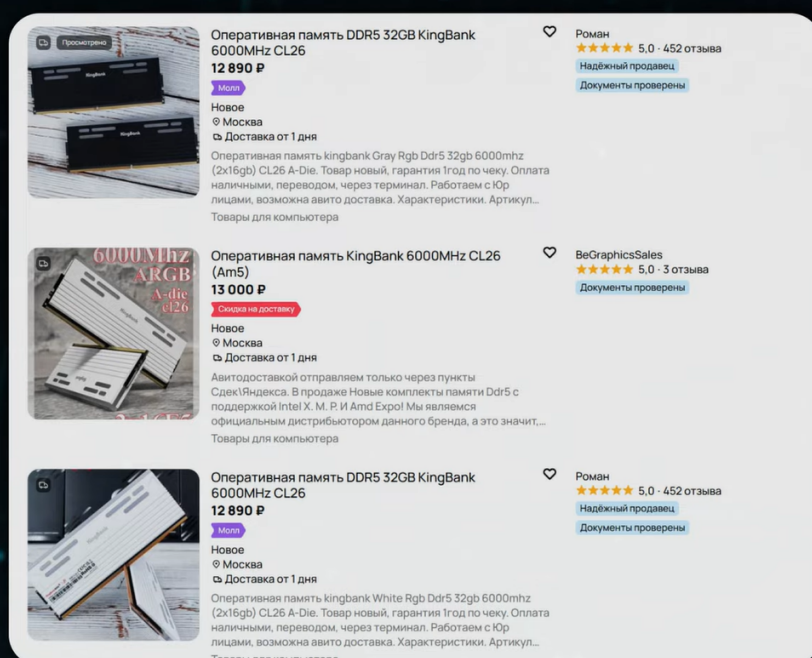 Просмотрено
KingBank
KingBank
Оперативная память DDR5 32GB KingBank
6000MHz CL26
12 890 ₽
Молл
Новое
Москва
Доставка от 1 дня
Оперативная память kingbank Gray Rgb Ddr5 32gb 6000mhz
(2x16gb) CL26 A-Die. Товар новый, гарантия 1год по чеку. Оплата
наличными, переводом, через терминал. Работаем с Юр
лицами, возможна авито доставка. Характеристики. Артикул...
Товары для компьютера
Роман
5,0 · 452 отзыва
Надёжный продавец
Документы проверены
6000Mhz
ARGB
A-die
cl26
KingBank
Оперативная память KingBank 6000MHz CL26
(Am5)
13 000 ₽
Скидка на доставку
Новое
Москва
Доставка от 1 дня
Авитодоставкой отправляем только через пункты
Сдек\Яндекса. В продаже Новые комплекты памяти Ddr5 с
поддержкой Intel X. M. P. И Amd Expo! Мы являемся
официальным дистрибьютором данного бренда, а это значит,...
Товары для компьютера
BeGraphicsSales
5,0 · 3 отзыва
Документы проверены
KingBank
Оперативная память DDR5 32GB KingBank
6000MHz CL26
12 890 ₽
Молл
Новое
Москва
Доставка от 1 дня
Оперативная память kingbank White Rgb Ddr5 32gb 6000mhz
(2x16gb) CL26 A-Die. Товар новый, гарантия 1год по чеку. Оплата
наличными, переводом, через терминал. Работаем с Юр
лицами, возможна авито доставка. Характеристики. Артикул...
Роман
5,0 · 452 отзыва
Надёжный продавец
Документы проверены